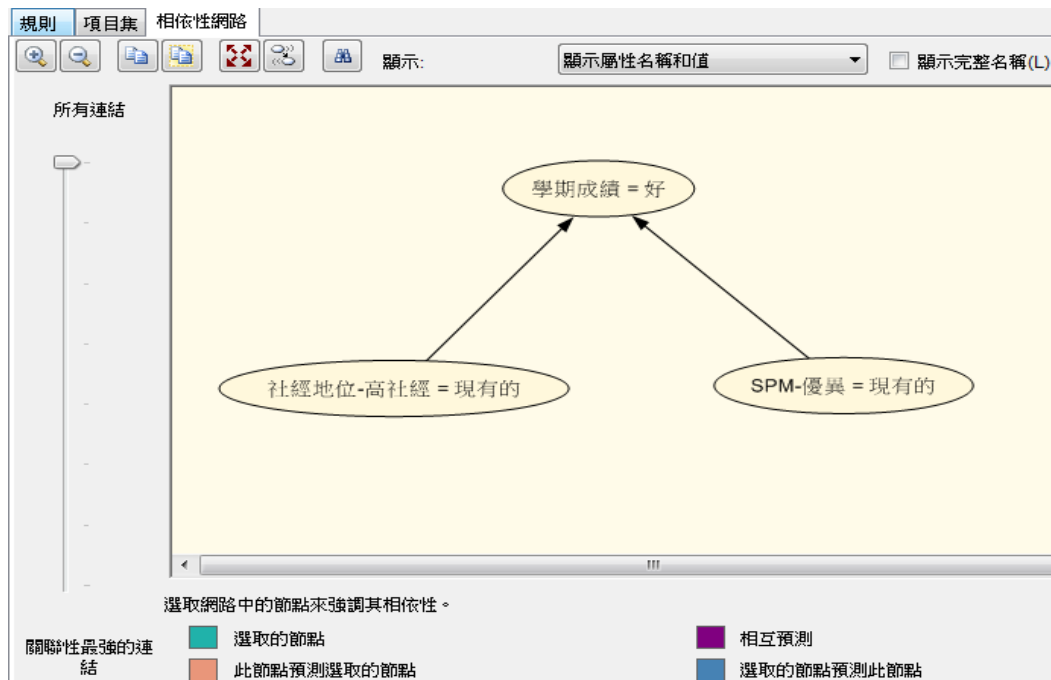 規則 項目集 相依性網路
顯示: 顯示屬性名稱和值 顯示完整名稱(L)
所有連結
學期成績 = 好
社經地位-高社經 = 現有的
SPM-優異 = 現有的
選取網路中的節點來強調其相依性。
關聯性最強的連
結
選取的節點
相互預測
此節點預測選取的節點
選取的節點預測此節點